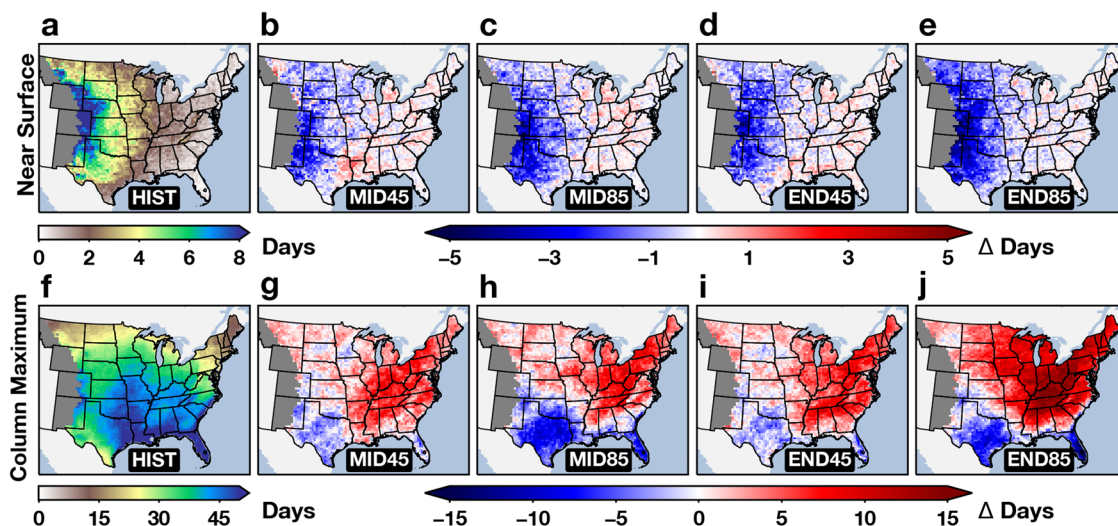 a b c d e
Near Surface
HIST MID45 MID85 END45 END85
0 2 4 6 8 Days −5 −3 −1 1 3 5 Δ Days
f g h i j
Column Maximum
HIST MID45 MID85 END45 END85
0 15 30 45 Days −15 −10 −5 0 5 10 15 Δ Days